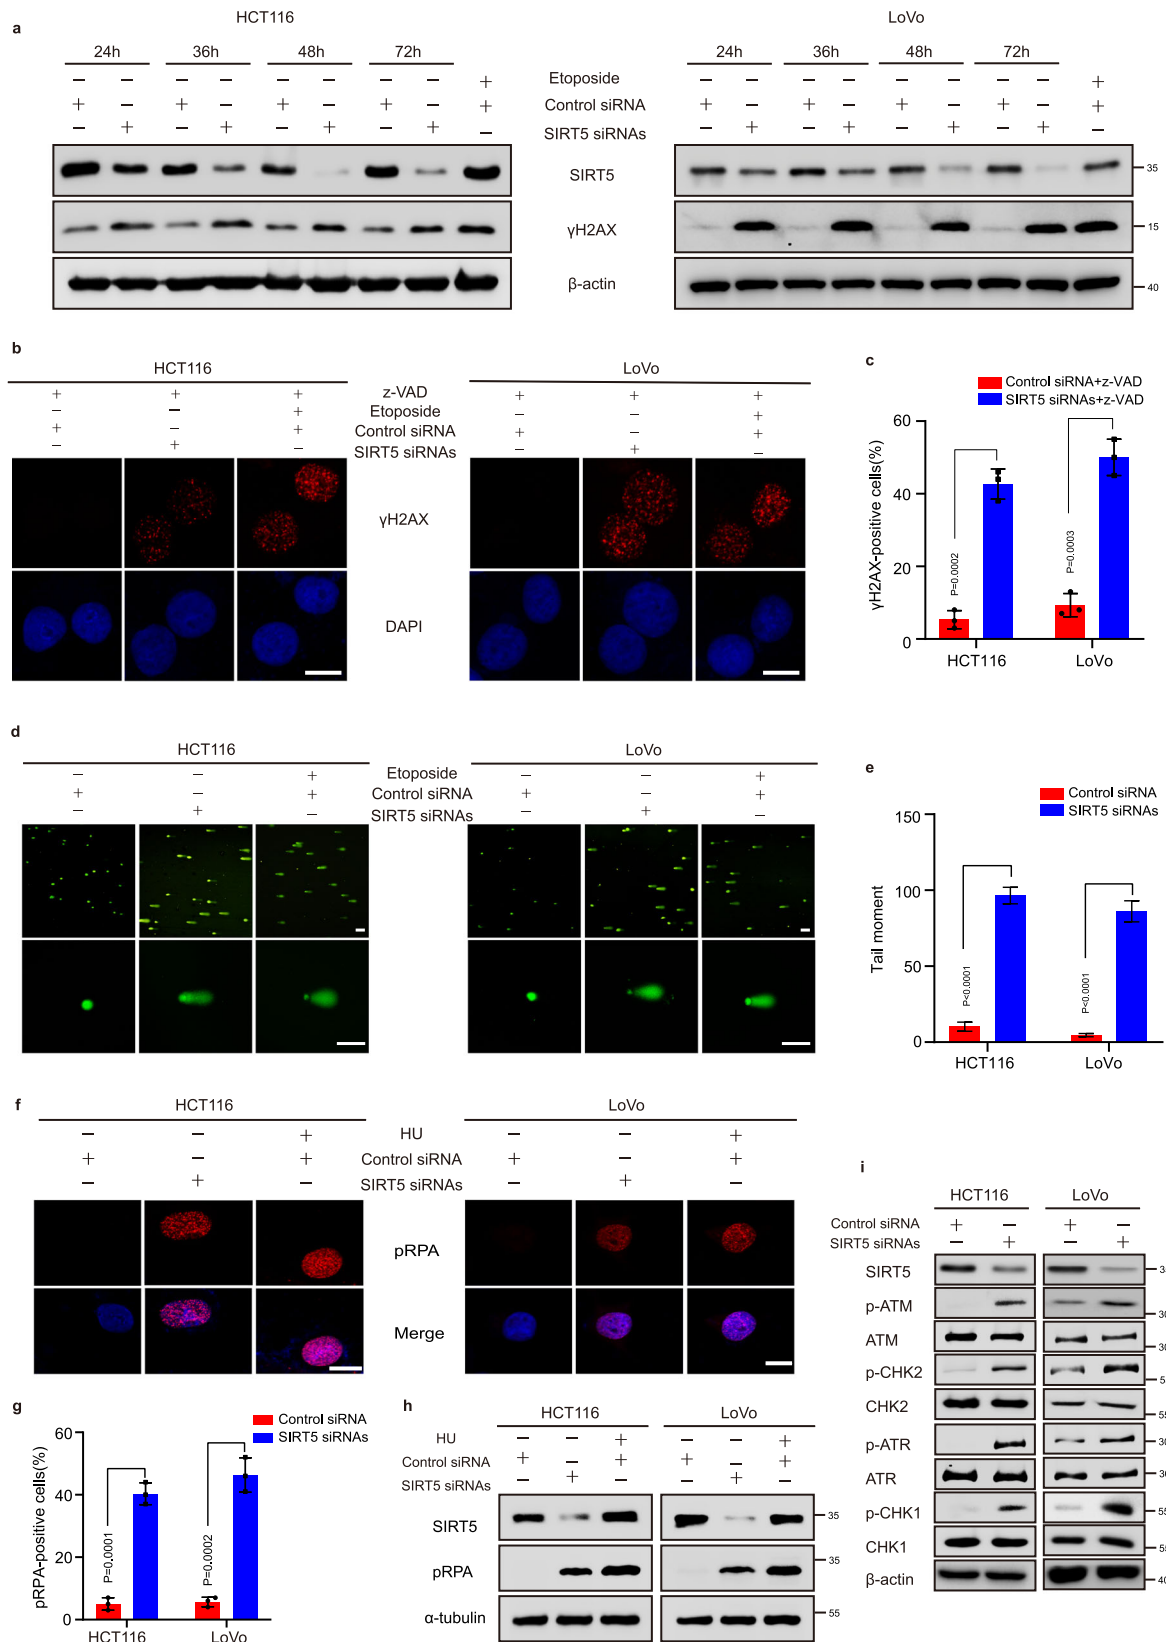 a
HCT116
LoVo
24h 36h 48h 72h
24h 36h 48h 72h
− − − − − − − − + Etoposide − − − − − − − − +
+ − + − + − + − + Control siRNA + − + − + − + − +
− + − + − + − + − SIRT5 siRNAs − + − + − + − + −
SIRT5 35
γH2AX 15
β-actin 40
b
HCT116
LoVo
+ + + z-VAD + + +
− − + Etoposide − − +
+ − + Control siRNA + − +
− + − SIRT5 siRNAs − + −
γH2AX
DAPI
c
Control siRNA+z-VAD
SIRT5 siRNAs+z-VAD
γH2AX-positive cells(%)
60
40
20
0
P=0.0002
P=0.0003
HCT116 LoVo
d
HCT116
LoVo
− − + Etoposide − − +
+ − + Control siRNA + − +
− + − SIRT5 siRNAs − + −
e
Control siRNA
SIRT5 siRNAs
Tail moment
150
100
50
0
P<0.0001
P<0.0001
HCT116 LoVo
f
HCT116
LoVo
− − + HU − − +
+ − + Control siRNA + − +
− + − SIRT5 siRNAs − + −
pRPA
Merge
g
Control siRNA
SIRT5 siRNAs
pRPA-positive cells(%)
60
40
20
0
P=0.0001
P=0.0002
HCT116 LoVo
h
HCT116 LoVo
HU − − + − − +
Control siRNA + − + + − +
SIRT5 siRNAs − + − − + −
SIRT5 35
pRPA 35
α-tubulin 55
i
HCT116 LoVo
Control siRNA + − + −
SIRT5 siRNAs − + − +
SIRT5
p-ATM
ATM
p-CHK2
CHK2 55
p-ATR
ATR
p-CHK1 55
CHK1 55
β-actin 40